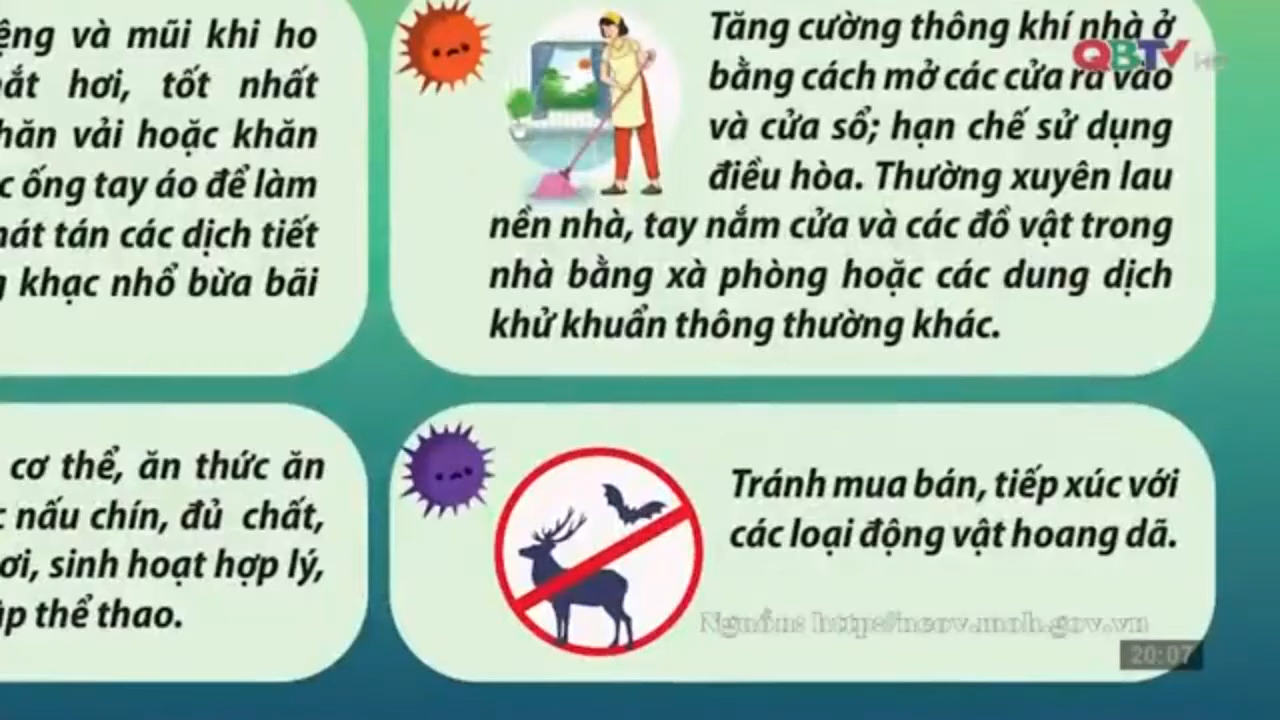 ệng và mũi khi ho
ắt hơi, tốt nhất
hăn vải hoặc khăn
c ống tay áo để làm
hát tán các dịch tiết
g khạc nhổ bừa bãi
Tăng cường thông khí nhà ở
bằng cách mở các cửa ra vào
và cửa sổ; hạn chế sử dụng
điều hòa. Thường xuyên lau
nền nhà, tay nắm cửa và các đồ vật trong
nhà bằng xà phòng hoặc các dung dịch
khử khuẩn thông thường khác.
QBTV HD
cơ thể, ăn thức ăn
c nấu chín, đủ chất,
ơi, sinh hoạt hợp lý,
ập thể thao.
Tránh mua bán, tiếp xúc với
các loại động vật hoang dã.
Nguồn: http//ncov.moh.gov.vn
20:07